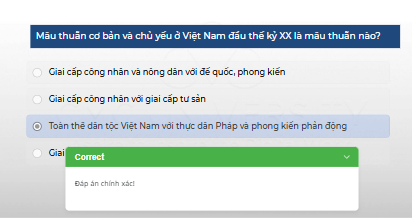 Mâu thuẫn cơ bản và chủ yếu ở Việt Nam đầu thế kỷ XX là mâu thuẫn nào?
Giai cấp công nhân và nông dân với đế quốc, phong kiến
Giai cấp công nhân với giai cấp tư sản
Toàn thể dân tộc Việt Nam với thực dân Pháp và phong kiến phản động
Giai
Correct
Đáp án chính xác!